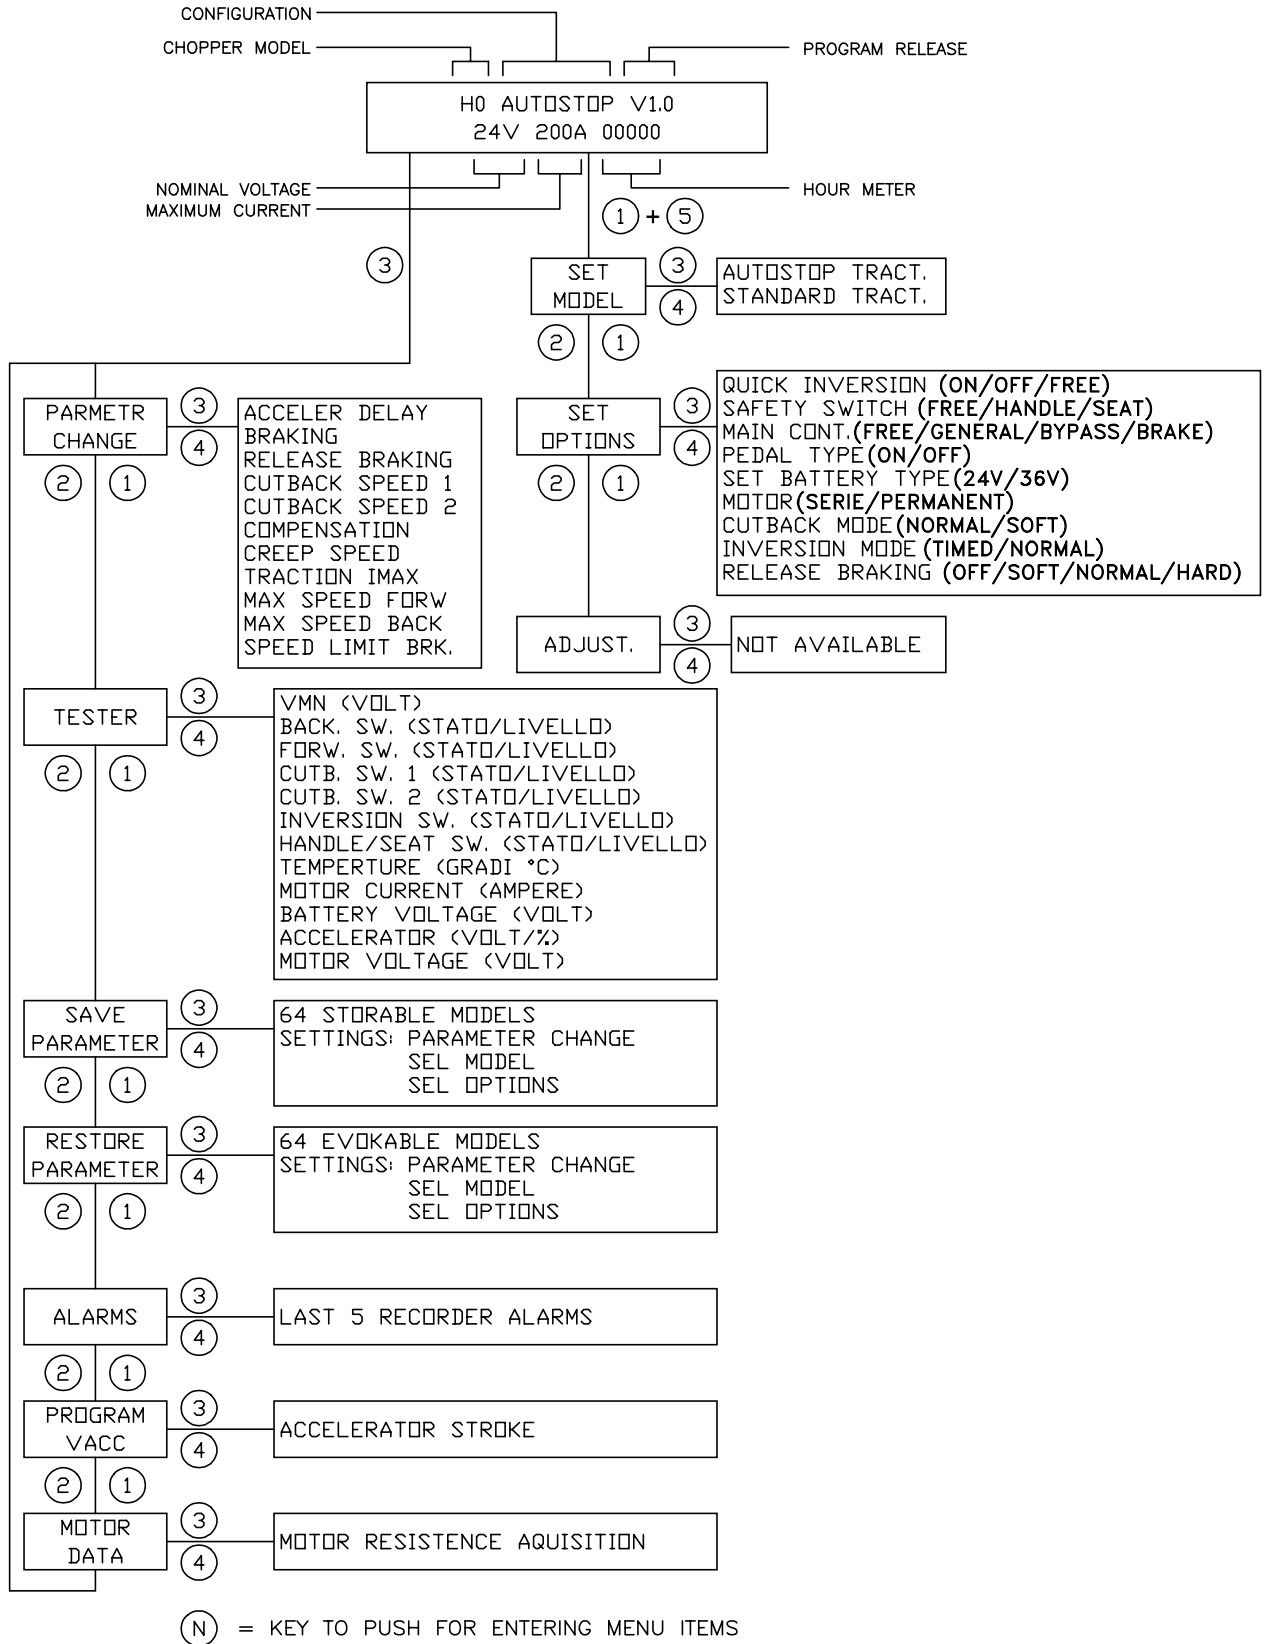 CONFIGURATION
CHOPPER MODEL
PROGRAM RELEASE
H0 AUTOSTOP V1.0
24V 200A 00000
NOMINAL VOLTAGE
MAXIMUM CURRENT
HOUR METER
1 + 5
3
SET
MODEL
3
4
AUTOSTOP TRACT.
STANDARD TRACT.
2 1
SET
OPTIONS
3
4
QUICK INVERSION (ON/OFF/FREE)
SAFETY SWITCH (FREE/HANDLE/SEAT)
MAIN CONT.(FREE/GENERAL/BYPASS/BRAKE)
PEDAL TYPE(ON/OFF)
SET BATTERY TYPE(24V/36V)
MOTOR(SERIE/PERMANENT)
CUTBACK MODE(NORMAL/SOFT)
INVERSION MODE(TIMED/NORMAL)
RELEASE BRAKING (OFF/SOFT/NORMAL/HARD)
2 1
ADJUST.
3
4
NOT AVAILABLE
PARMETR
CHANGE
3
4
ACCELER DELAY
BRAKING
RELEASE BRAKING
CUTBACK SPEED 1
CUTBACK SPEED 2
COMPENSATION
CREEP SPEED
TRACTION IMAX
MAX SPEED FORW
MAX SPEED BACK
SPEED LIMIT BRK.
2 1
TESTER
3
4
VMN (VOLT)
BACK. SW. (STATO/LIVELLO)
FORW. SW. (STATO/LIVELLO)
CUTB. SW. 1 (STATO/LIVELLO)
CUTB. SW. 2 (STATO/LIVELLO)
INVERSION SW. (STATO/LIVELLO)
HANDLE/SEAT SW. (STATO/LIVELLO)
TEMPERTURE (GRADI °C)
MOTOR CURRENT (AMPERE)
BATTERY VOLTAGE (VOLT)
ACCELERATOR (VOLT/%)
MOTOR VOLTAGE (VOLT)
2 1
SAVE
PARAMETER
3
4
64 STORABLE MODELS
SETTINGS: PARAMETER CHANGE
SEL MODEL
SEL OPTIONS
2 1
RESTORE
PARAMETER
3
4
64 EVOKABLE MODELS
SETTINGS: PARAMETER CHANGE
SEL MODEL
SEL OPTIONS
2 1
ALARMS
3
4
LAST 5 RECORDER ALARMS
2 1
PROGRAM
VACC
3
4
ACCELERATOR STROKE
2 1
MOTOR
DATA
3
4
MOTOR RESISTENCE AQUISITION
N = KEY TO PUSH FOR ENTERING MENU ITEMS